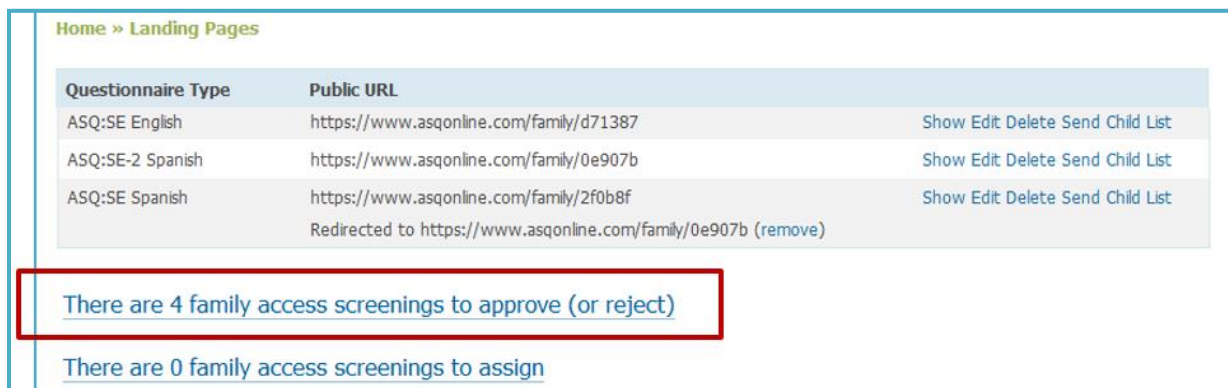 Home » Landing Pages
Questionnaire Type Public URL
ASQ:SE English https://www.asqonline.com/family/d71387 Show Edit Delete Send Child List
ASQ:SE-2 Spanish https://www.asqonline.com/family/0e907b Show Edit Delete Send Child List
ASQ:SE Spanish https://www.asqonline.com/family/2f0b8f Show Edit Delete Send Child List
Redirected to https://www.asqonline.com/family/0e907b (remove)
There are 4 family access screenings to approve (or reject)
There are 0 family access screenings to assign